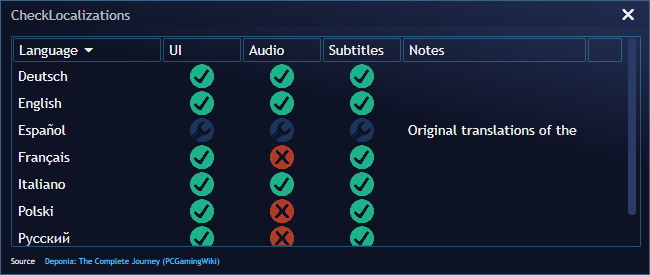 CheckLocalizations
Language UI Audio Subtitles Notes
Deutsch
English
Español Original translations of the
Français
Italiano
Polski
Русский
Source Deponia: The Complete Journey (PCGamingWiki)